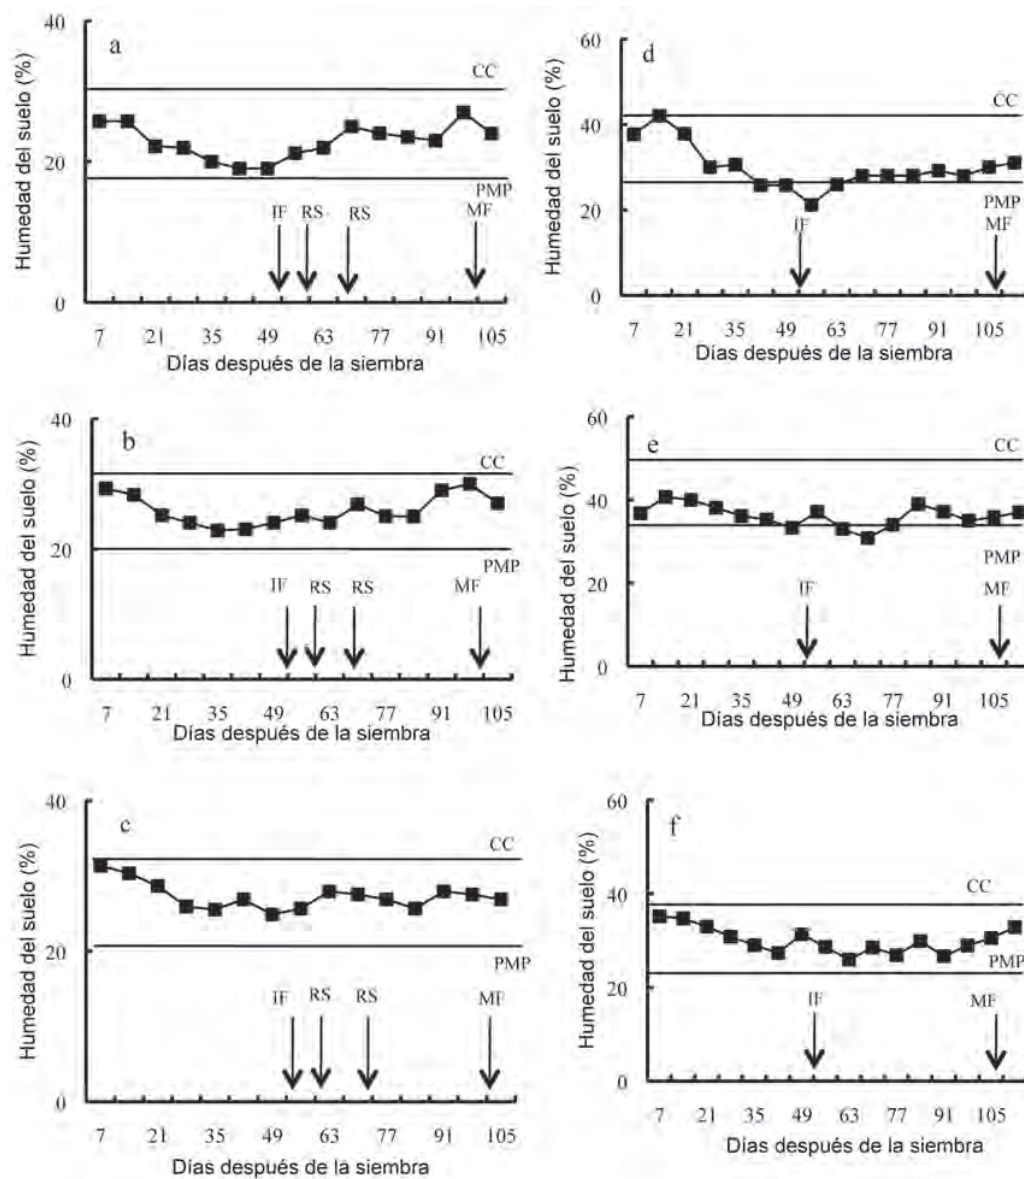 a
40
CC
20
PMP
IF RS RS MF
0
7 21 35 49 63 77 91 105
Días después de la siembra
Humedad del suelo (%)
d
60
CC
40
20
PMP
IF MF
0
7 21 35 49 63 77 91 105
Días después de la siembra
Humedad del suelo (%)
b
40
CC
20
PMP
IF RS RS MF
0
7 21 35 49 63 77 91 105
Días después de la siembra
Humedad del suelo (%)
e
60
CC
40
PMP
20
IF MF
0
7 21 35 49 63 77 91 105
Días después de la siembra
Humedad del suelo (%)
c
40
CC
20
PMP
IF RS RS MF
0
7 21 35 49 63 77 91 105
Días después de la siembra
Humedad del suelo (%)
f
60
40
CC
PMP
20
IF MF
0
7 21 35 49 63 77 91 105
Días después de la siembra
Humedad del suelo (%)